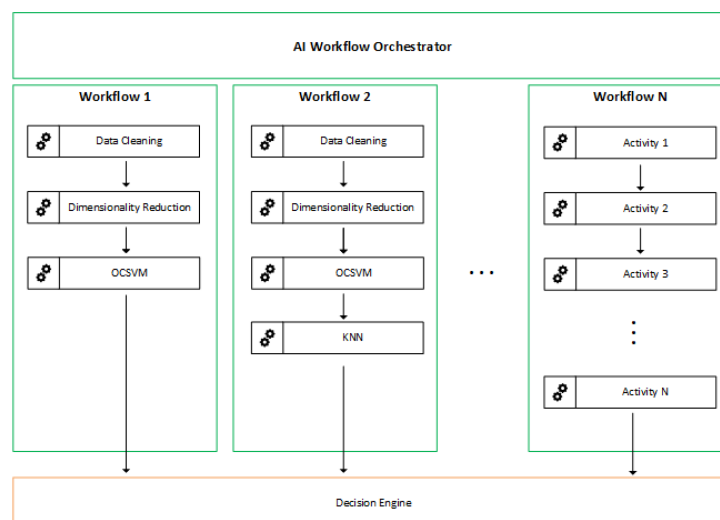 AI Workflow Orchestrator
Workflow 1
Data Cleaning
Dimensionality Reduction
OCSVM
Workflow 2
Data Cleaning
Dimensionality Reduction
OCSVM
KNN
...
Workflow N
Activity 1
Activity 2
Activity 3
Activity N
Decision Engine